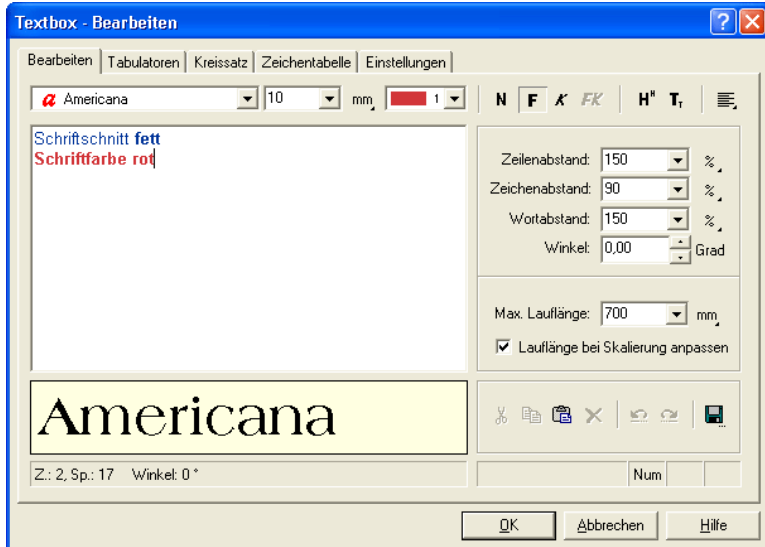 Textbox - Bearbeiten
Bearbeiten Tabulatoren Kreissatz Zeichentabelle Einstellungen
a Americana 10 mm 1 N F K FK H" T,
Schriftschnitt fett
Schriftfarbe rot
Zeilenabstand: 150 %
Zeichenabstand: 90 %
Wortabstand: 150 %
Winkel: 0,00 Grad
Max. Lauflänge: 700 mm
Lauflänge bei Skalierung anpassen
Americana
Z.: 2, Sp.: 17 Winkel: 0 ° Num
OK Abbrechen Hilfe